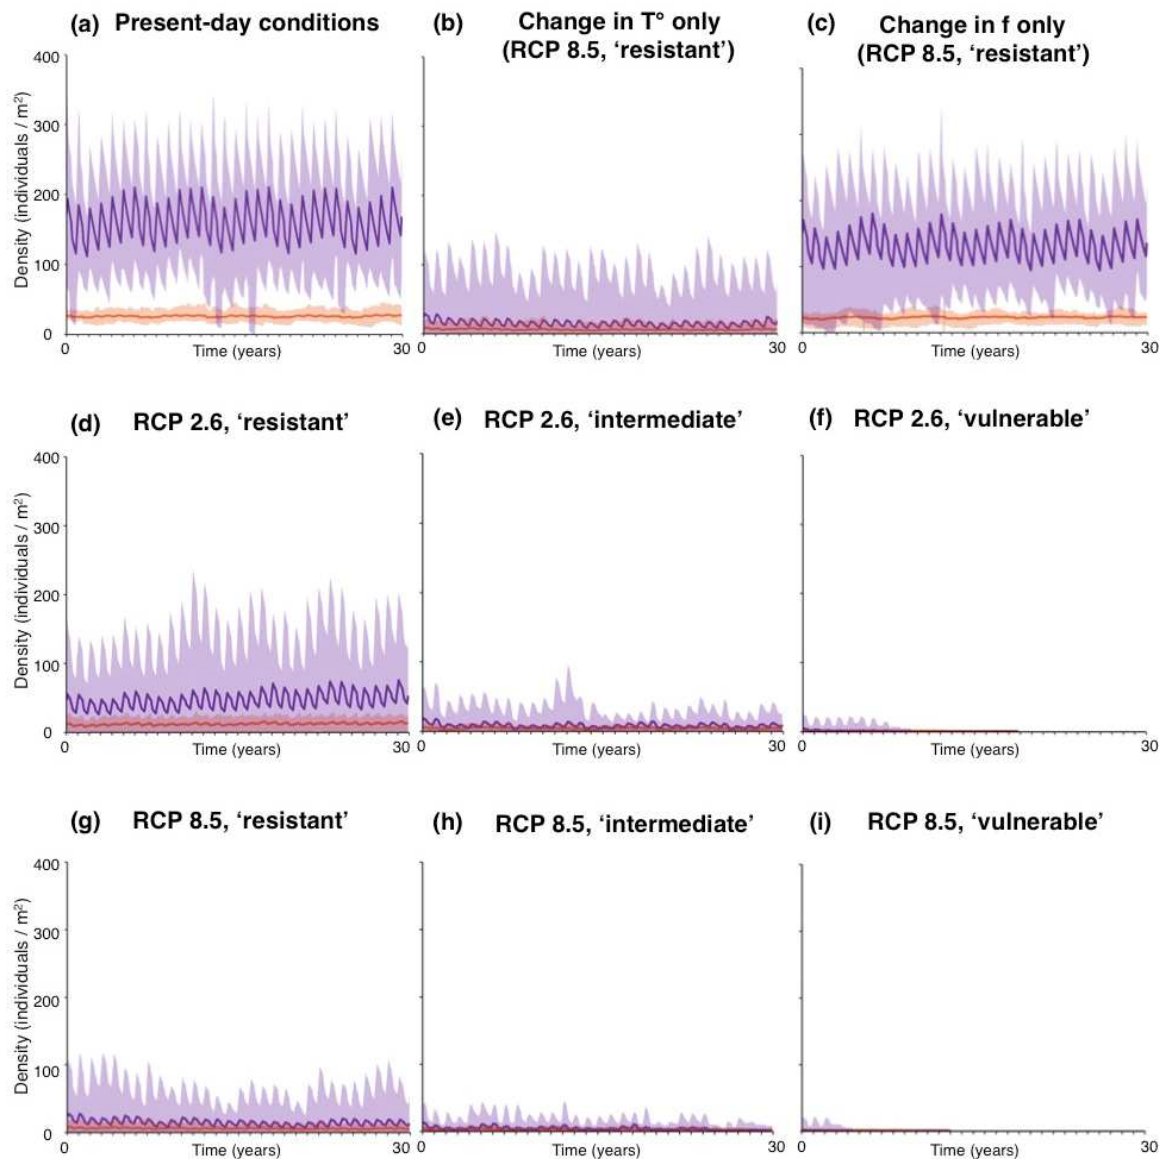 (a) Present-day conditions
(b) Change in T° only
(RCP 8.5, ‘resistant’)
(c) Change in f only
(RCP 8.5, ‘resistant’)
Density (individuals / m²)
400
300
200
100
0
0 Time (years) 30
0 Time (years) 30
0 Time (years) 30
(d) RCP 2.6, ‘resistant’
(e) RCP 2.6, ‘intermediate’
(f) RCP 2.6, ‘vulnerable’
Density (individuals / m²)
400
300
200
100
0
0 Time (years) 30
0 Time (years) 30
0 Time (years) 30
(g) RCP 8.5, ‘resistant’
(h) RCP 8.5, ‘intermediate’
(i) RCP 8.5, ‘vulnerable’
Density (individuals / m²)
400
300
200
100
0
0 Time (years) 30
0 Time (years) 30
0 Time (years) 30